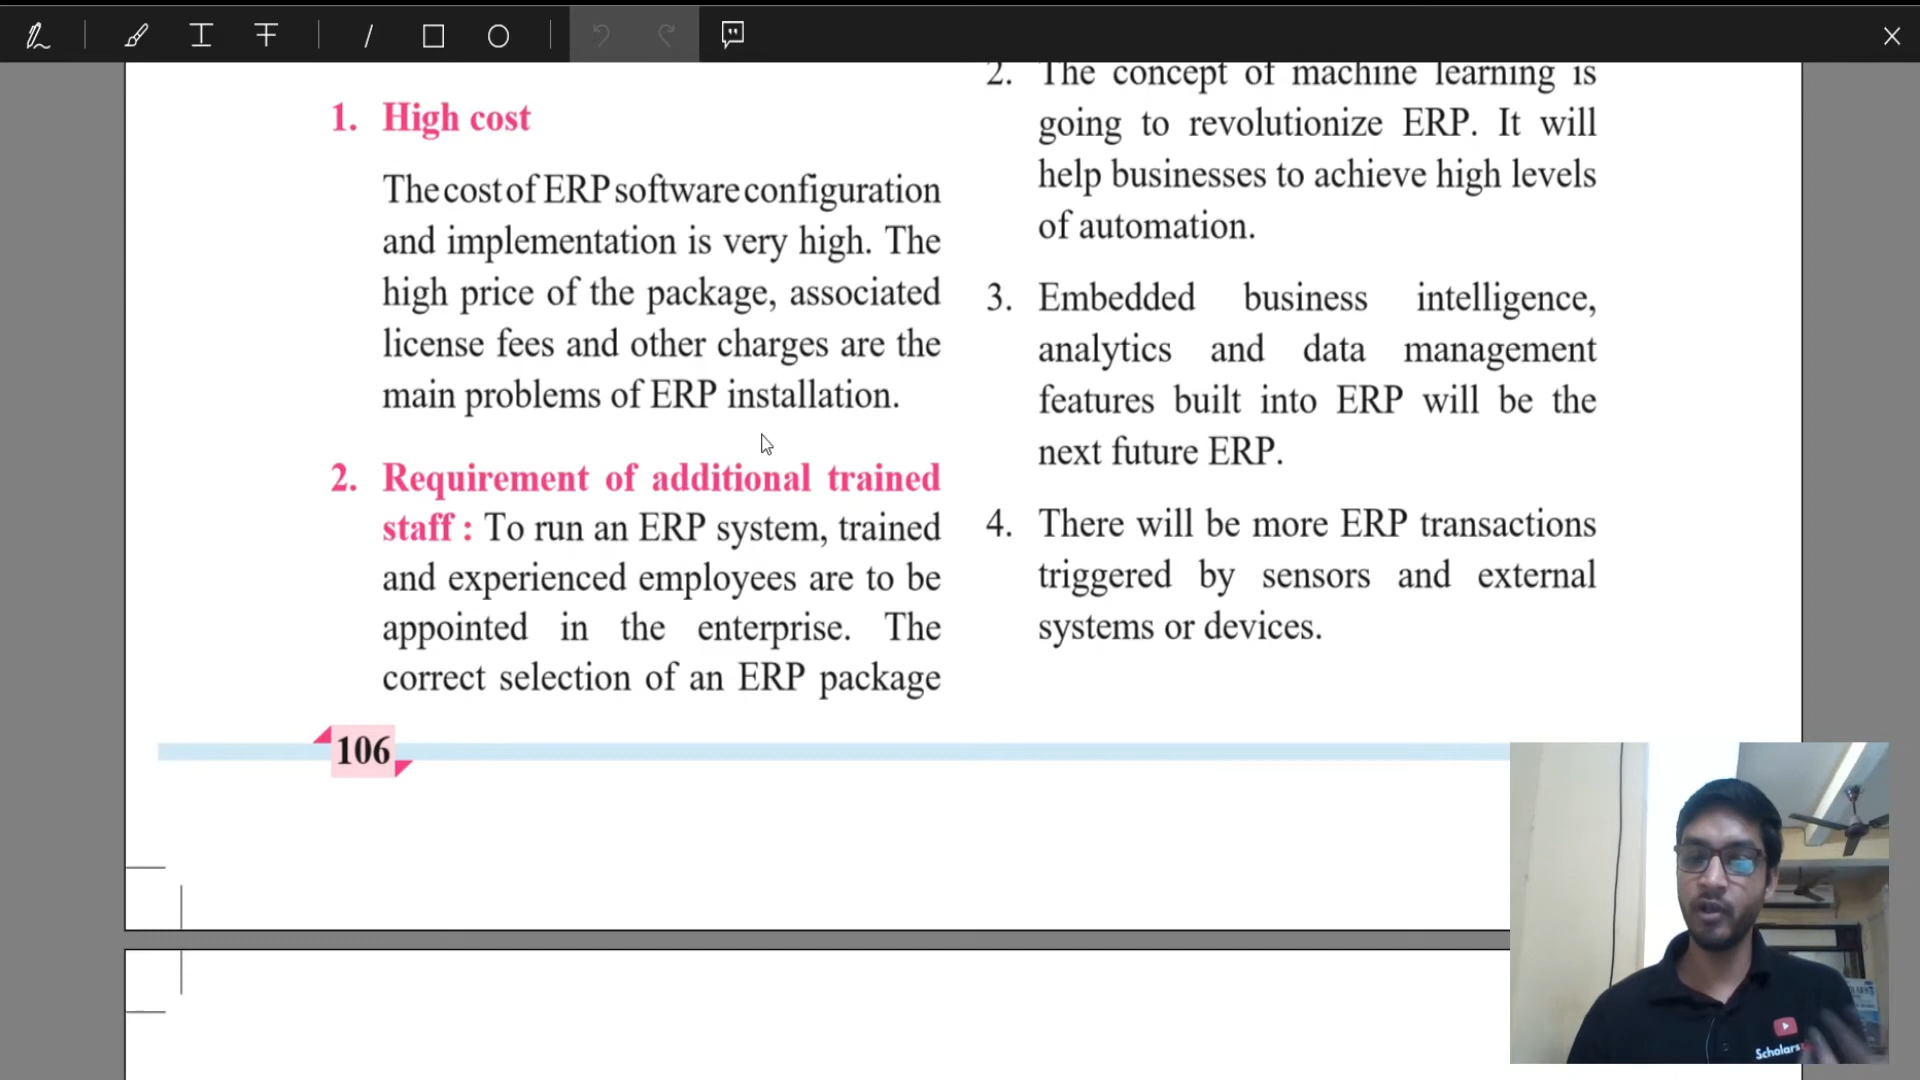 1. High cost
The cost of ERP software configuration
and implementation is very high. The
high price of the package, associated
license fees and other charges are the
main problems of ERP installation.
2. Requirement of additional trained
staff : To run an ERP system, trained
and experienced employees are to be
appointed in the enterprise. The
correct selection of an ERP package
2. The concept of machine learning is
going to revolutionize ERP. It will
help businesses to achieve high levels
of automation.
3. Embedded business intelligence,
analytics and data management
features built into ERP will be the
next future ERP.
4. There will be more ERP transactions
triggered by sensors and external
systems or devices.
106
Scholars